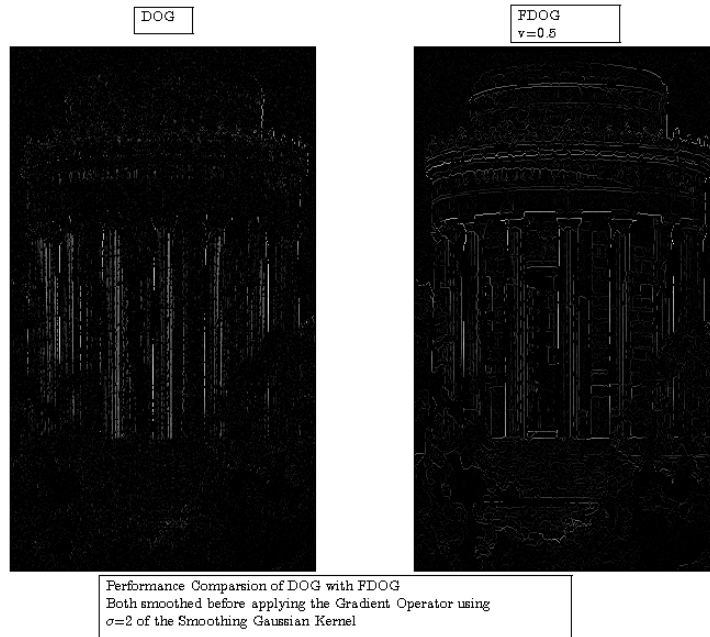 DOG
FDOG
v=0.5
Performance Comparsion of DOG with FDOG
Both smoothed before applying the Gradient Operator using
σ=2 of the Smoothing Gaussian Kernel